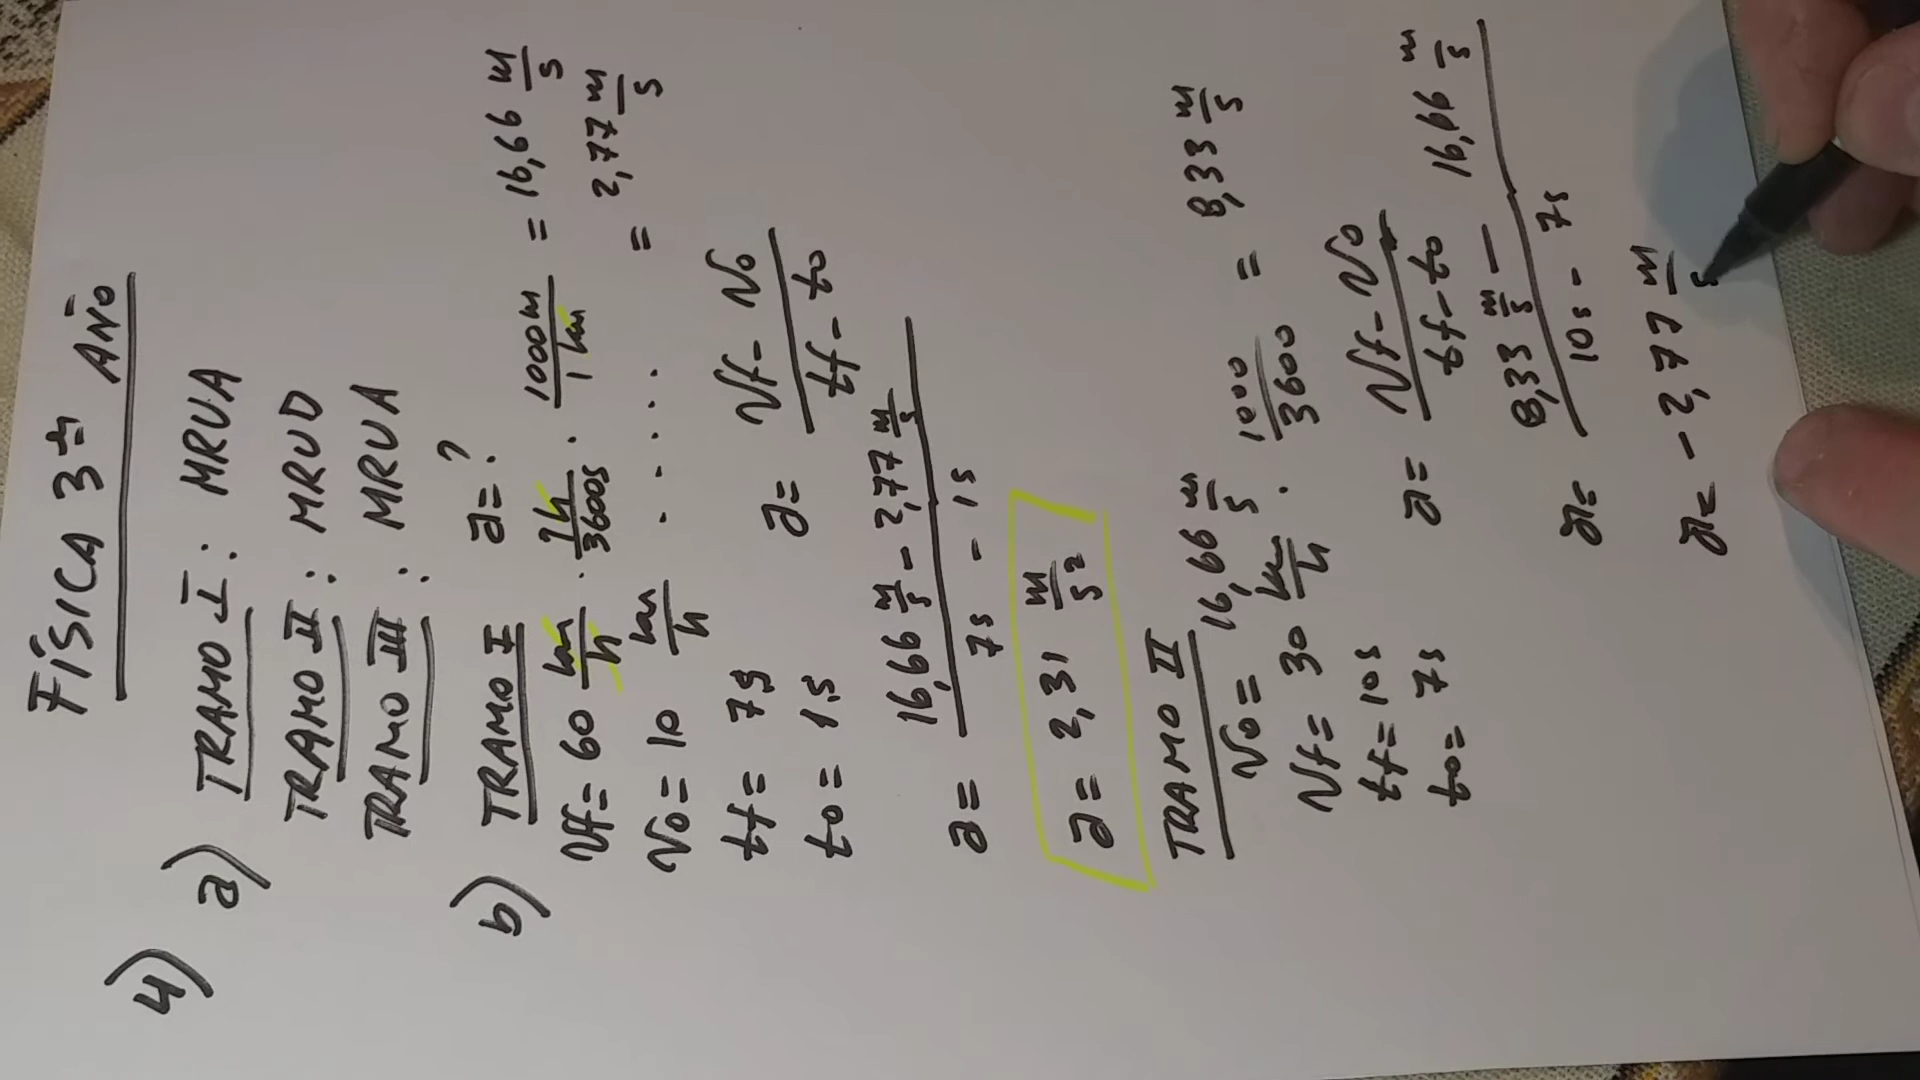 FÍSICA 3er AÑO
4) a) TRAMO I: MRUA
TRAMO II: MRUD
TRAMO III: MRUA
b) TRAMO I a=?
Vf= 60 km/h . 1h/3600s . 1000m/1km = 16,66 m/s
Vo= 10 km/h . . . . . = 2,77 m/s
tf= 7s
to= 1s
a= Vf-Vo/tf-to
a= 16,66 m/s - 2,77 m/s / 7s - 1s
a= 2,31 m/s²
TRAMO II
Vo= 16,66 m/s
Vf= 30 km/h . 1000/3600 = 8,33 m/s
tf= 10s
to= 7s
a= Vf-Vo/tf-to
a= 8,33 m/s - 16,66 m/s / 10s - 7s
a= -2,77 m/s